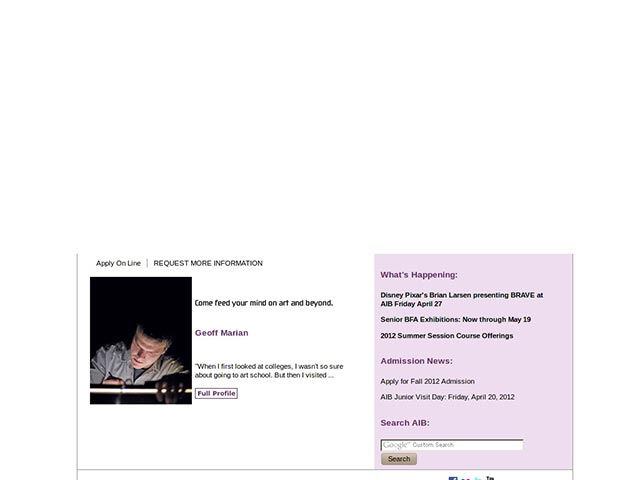 Apply On Line
REQUEST MORE INFORMATION
Come feed your mind on art and beyond.
Geoff Marian
"When I first looked at colleges, I wasn't so sure
about going to art school. But then I visited ...
Full Profile
What's Happening:
Disney Pixar's Brian Larsen presenting BRAVE at
AIB Friday April 27
Senior BFA Exhibitions: Now through May 19
2012 Summer Session Course Offerings
Admission News:
Apply for Fall 2012 Admission
AIB Junior Visit Day: Friday, April 20, 2012
Search AIB:
Google™ Custom Search
Search